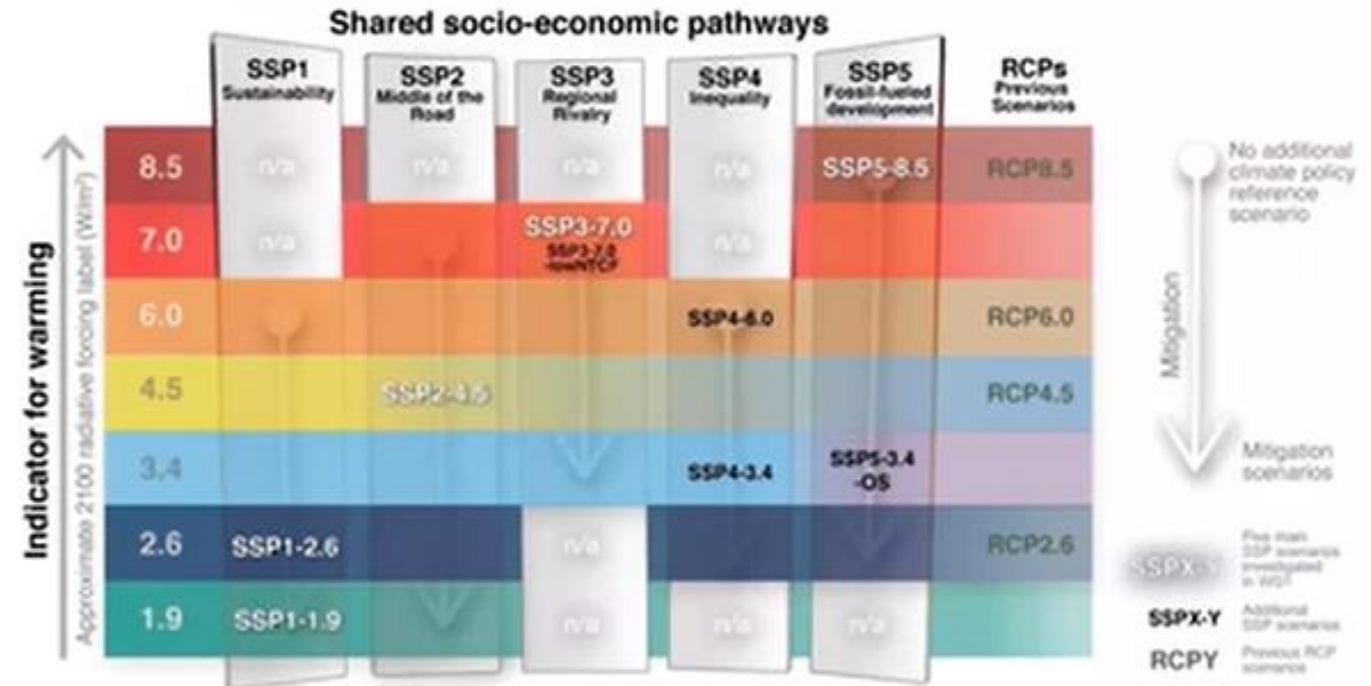 Shared socio-economic pathways
SSP1
Sustainability
SSP2
Middle of the
Road
SSP3
Regional
Rivalry
SSP4
Inequality
SSP5
Fossil-fueled
development
RCPs
Previous
Scenarios
Indicator for warming
Approximate 2100 radiative forcing label (W/m²)
8.5
n/a
n/a
n/a
n/a
SSP5-8.5
RCP8.5
7.0
n/a
SSP3-7.0
SSP3-7.0
-lowNTCF
n/a
6.0
SSP4-6.0
RCP6.0
4.5
SSP2-4.5
RCP4.5
3.4
SSP4-3.4
SSP5-3.4
-OS
2.6
SSP1-2.6
n/a
RCP2.6
1.9
SSP1-1.9
n/a
n/a
n/a
No additional
climate policy
reference
scenario
Mitigation
Mitigation
scenarios
SSPX-Y
Five main
SSP scenarios
investigated
in WG1
SSPX-Y
Additional
SSP scenarios
RCPY
Previous RCP
scenarios